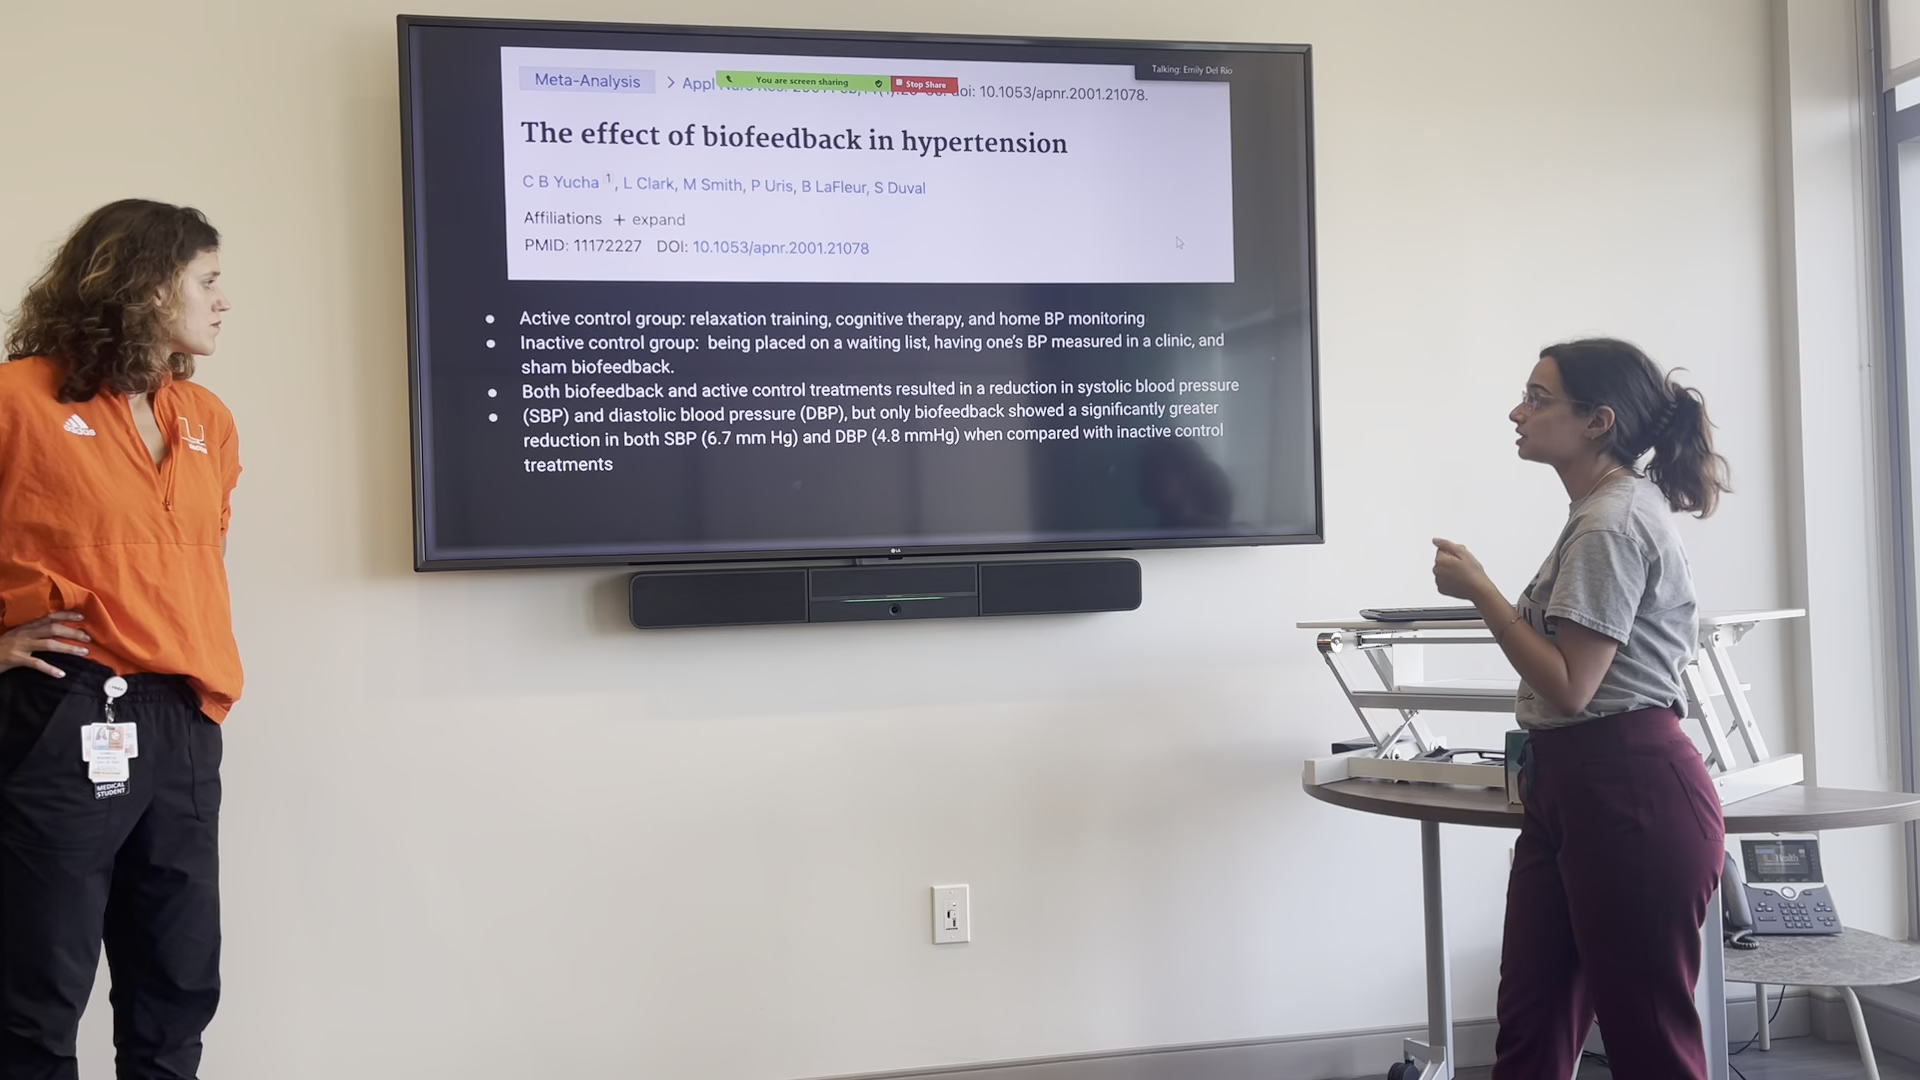 Talking: Emily Del Rio
You are screen sharing
Stop Share
Meta-Analysis > Appl doi: 10.1053/apnr.2001.21078.
The effect of biofeedback in hypertension
C B Yucha 1, L Clark, M Smith, P Uris, B LaFleur, S Duval
Affiliations + expand
PMID: 11172227 DOI: 10.1053/apnr.2001.21078
● Active control group: relaxation training, cognitive therapy, and home BP monitoring
● Inactive control group: being placed on a waiting list, having one's BP measured in a clinic, and
sham biofeedback.
● Both biofeedback and active control treatments resulted in a reduction in systolic blood pressure
● (SBP) and diastolic blood pressure (DBP), but only biofeedback showed a significantly greater
reduction in both SBP (6.7 mm Hg) and DBP (4.8 mmHg) when compared with inactive control
treatments
LG
adidas
U
MEDICAL
STUDENT
Health